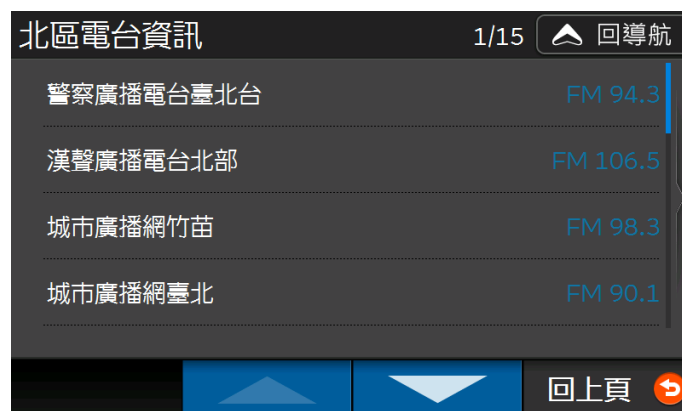 北區電台資訊 1/15 回導航
警察廣播電台臺北台 FM 94.3
漢聲廣播電台北部 FM 106.5
城市廣播網竹苗 FM 98.3
城市廣播網臺北 FM 90.1
回上頁